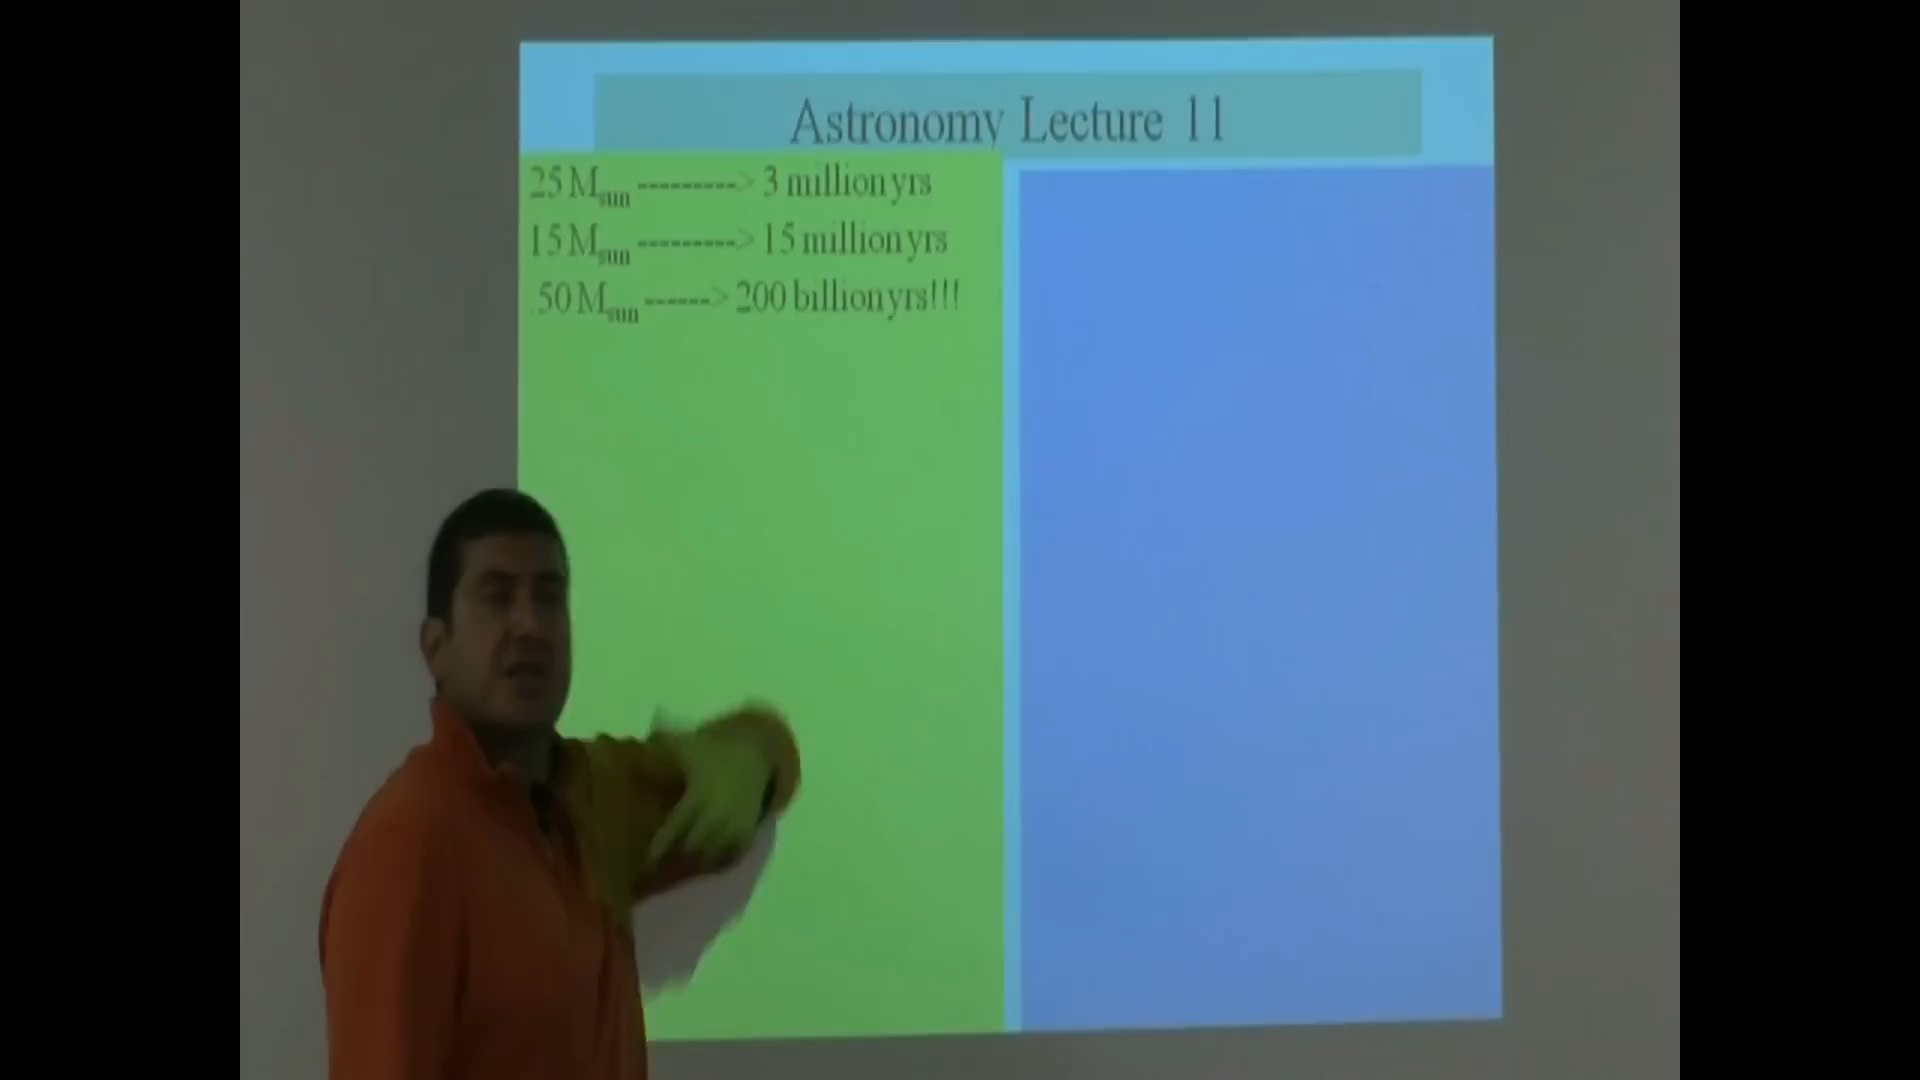 Astronomy Lecture 11
25 Msun ---------> 3 million yrs
15 Msun ---------> 15 million yrs
.50 Msun ------> 200 billion yrs!!!